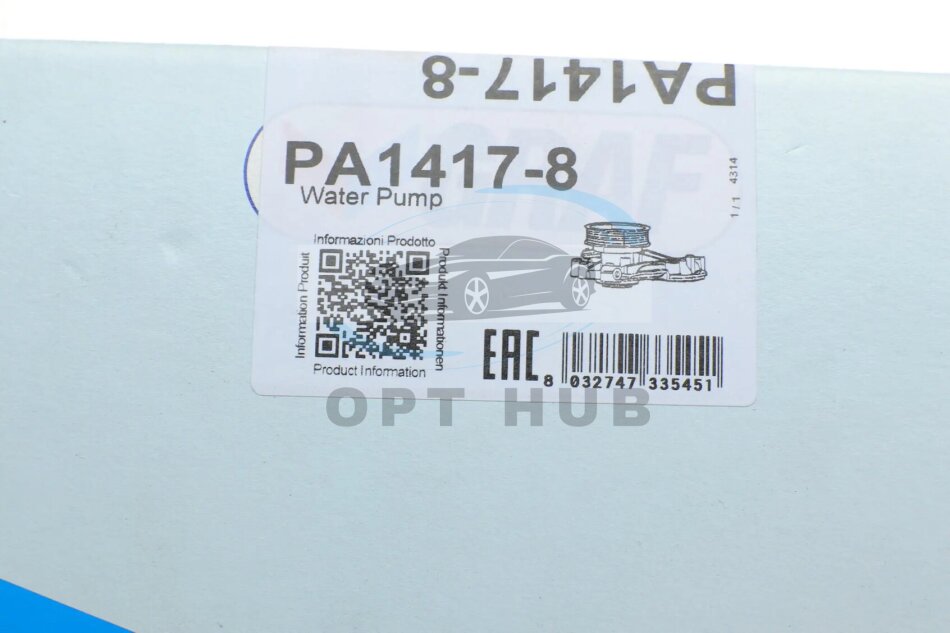 PA1417-8
PA1417-8
Water Pump
1/1 4314
Informazioni Prodotto
Information Produit
Produkt Informationen
Product Information
EAC
8 032747 335451
OPT HUB